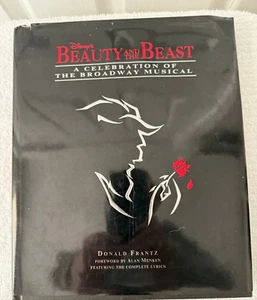 Disney's
BEAUTY AND THE BEAST
A CELEBRATION OF
THE BROADWAY MUSICAL
DONALD FRANTZ
FOREWORD BY ALAN MENKEN
FEATURING THE COMPLETE LYRICS